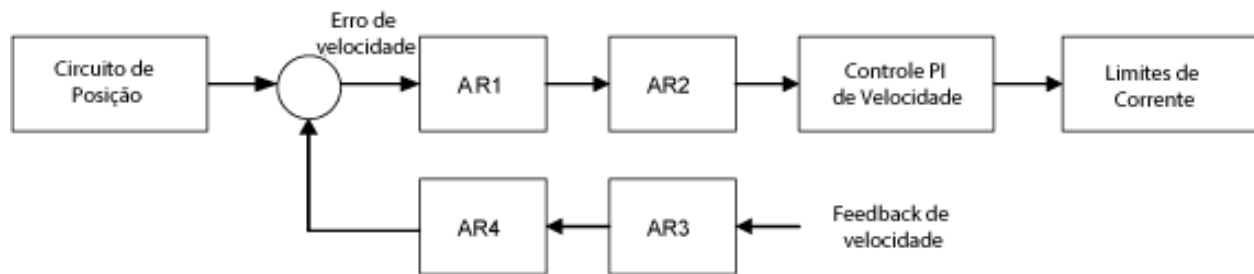 Erro de
velocidade
Circuito de
Posição
AR1
AR2
Controle PI
de Velocidade
Limites de
Corrente
AR4
AR3
Feedback de
velocidade